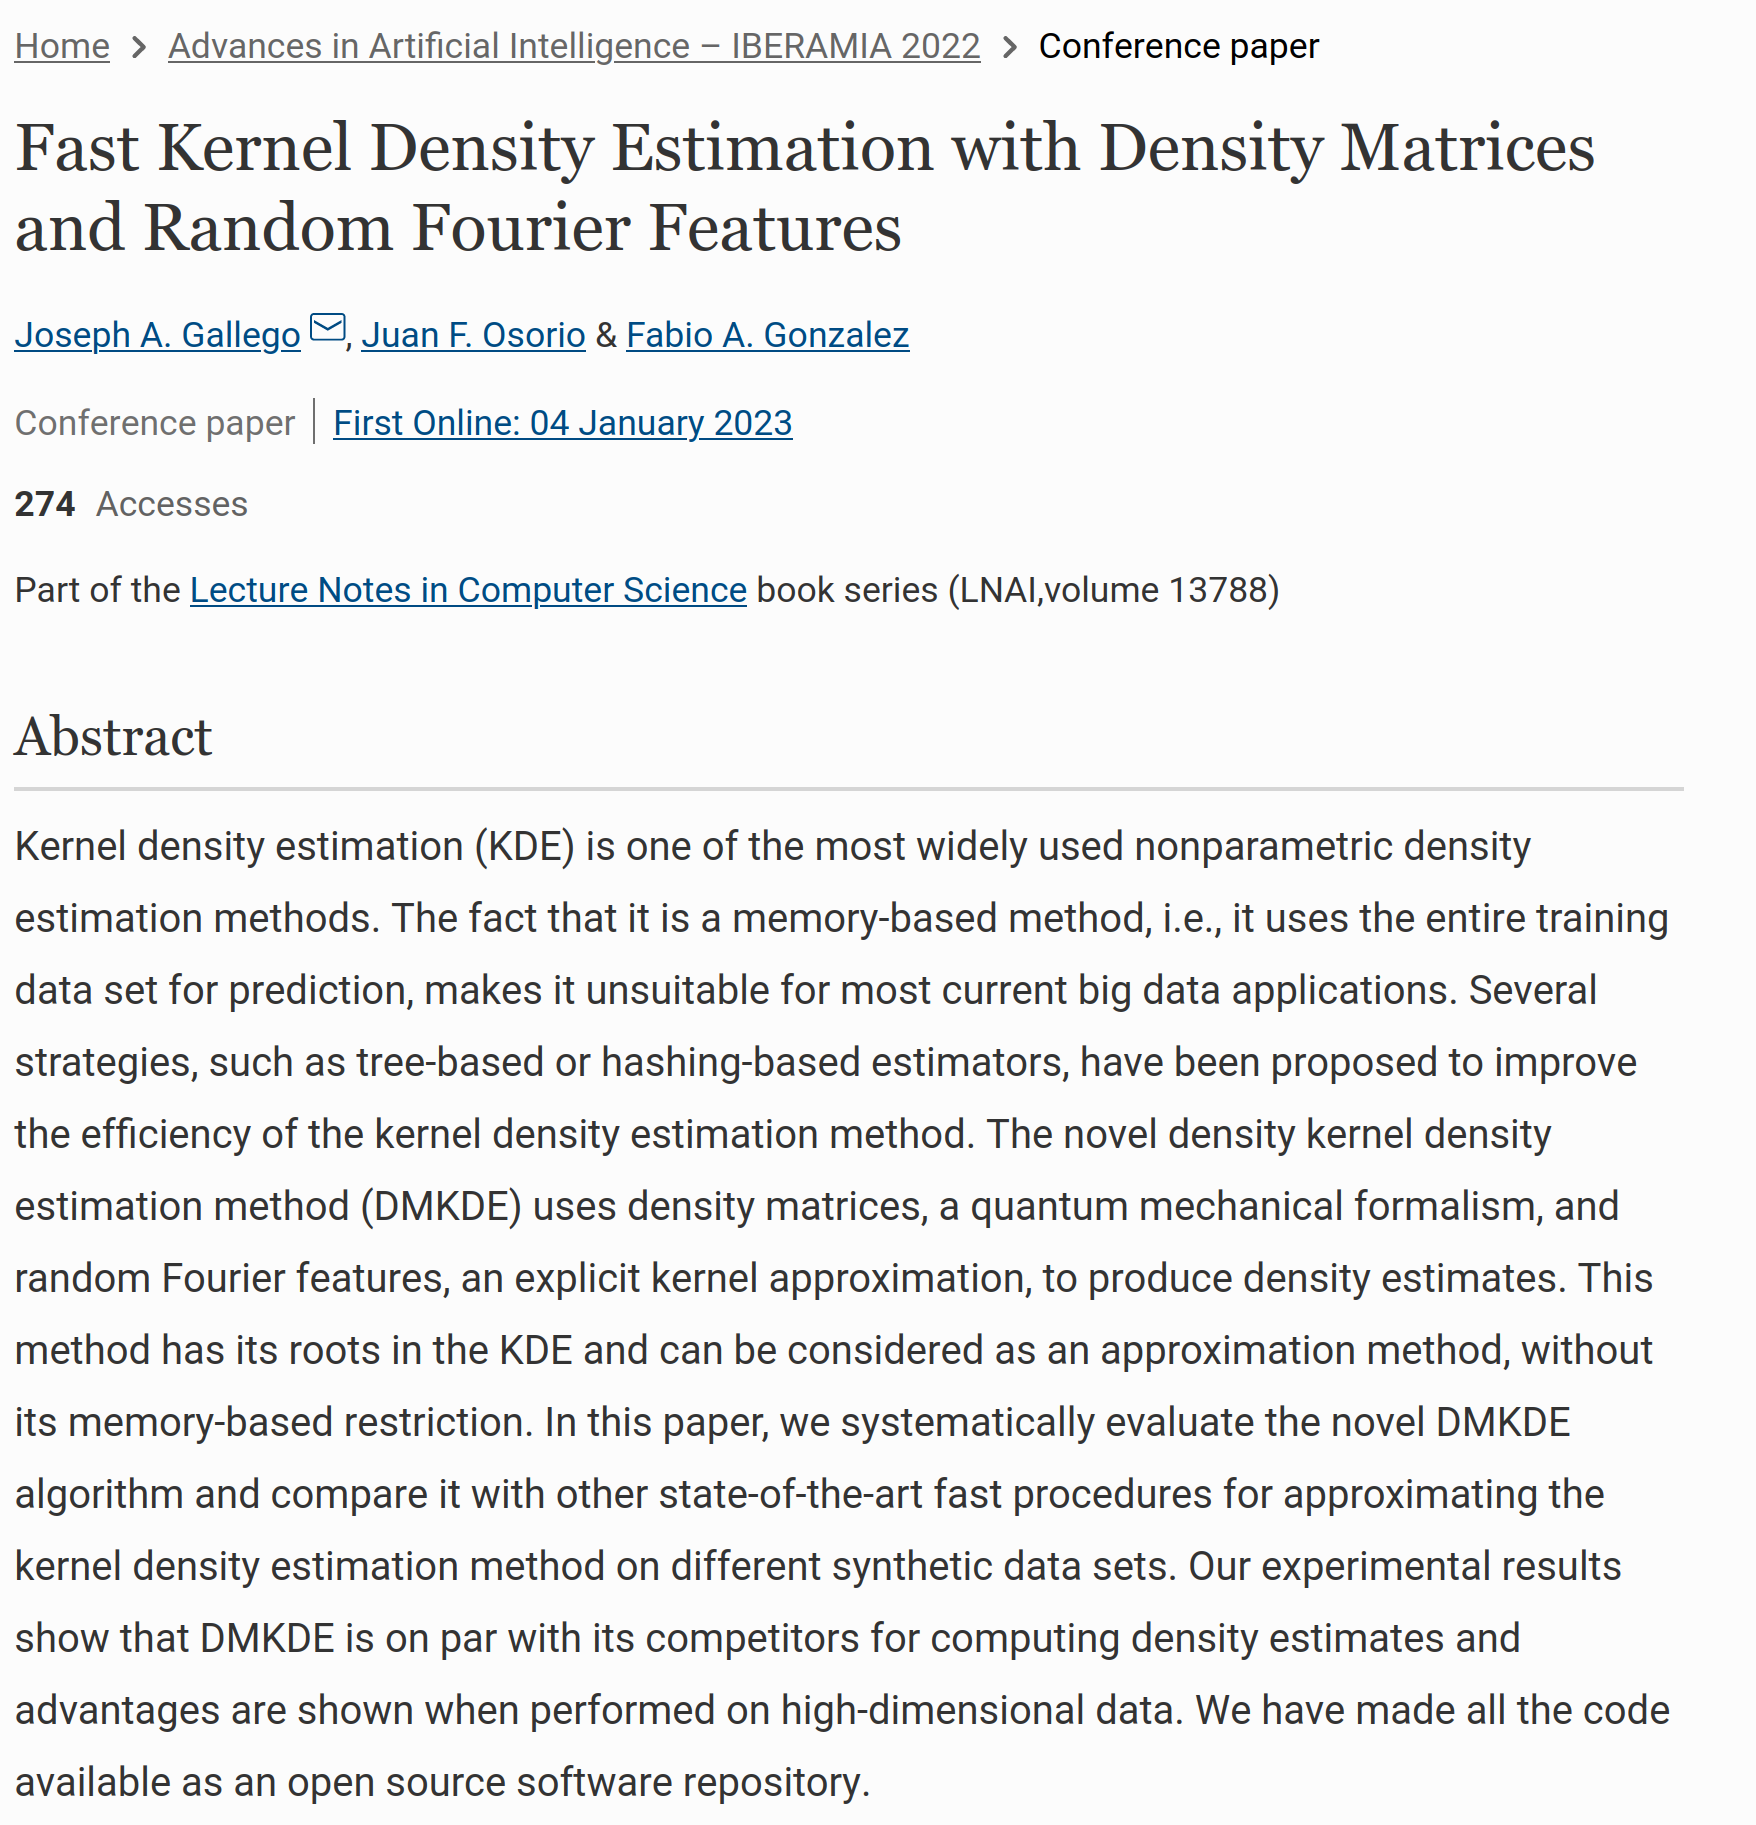 Home > Advances in Artificial Intelligence – IBERAMIA 2022 > Conference paper
Fast Kernel Density Estimation with Density Matrices
and Random Fourier Features
Joseph A. Gallego, Juan F. Osorio & Fabio A. Gonzalez
Conference paper | First Online: 04 January 2023
274 Accesses
Part of the Lecture Notes in Computer Science book series (LNAI,volume 13788)
Abstract
Kernel density estimation (KDE) is one of the most widely used nonparametric density
estimation methods. The fact that it is a memory-based method, i.e., it uses the entire training
data set for prediction, makes it unsuitable for most current big data applications. Several
strategies, such as tree-based or hashing-based estimators, have been proposed to improve
the efficiency of the kernel density estimation method. The novel density kernel density
estimation method (DMKDE) uses density matrices, a quantum mechanical formalism, and
random Fourier features, an explicit kernel approximation, to produce density estimates. This
method has its roots in the KDE and can be considered as an approximation method, without
its memory-based restriction. In this paper, we systematically evaluate the novel DMKDE
algorithm and compare it with other state-of-the-art fast procedures for approximating the
kernel density estimation method on different synthetic data sets. Our experimental results
show that DMKDE is on par with its competitors for computing density estimates and
advantages are shown when performed on high-dimensional data. We have made all the code
available as an open source software repository.